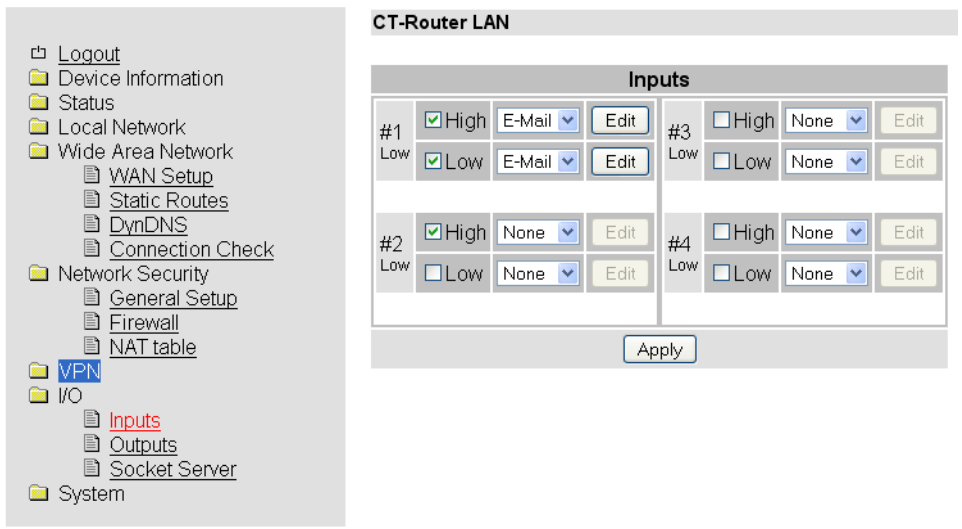 Logout
Device Information
Status
Local Network
Wide Area Network
WAN Setup
Static Routes
DynDNS
Connection Check
Network Security
General Setup
Firewall
NAT table
VPN
I/O
Inputs
Outputs
Socket Server
System
CT-Router LAN
Inputs
#1 Low
High E-Mail Edit
Low E-Mail Edit
#2 Low
High None Edit
Low None Edit
#3 Low
High None Edit
Low None Edit
#4 Low
High None Edit
Low None Edit
Apply